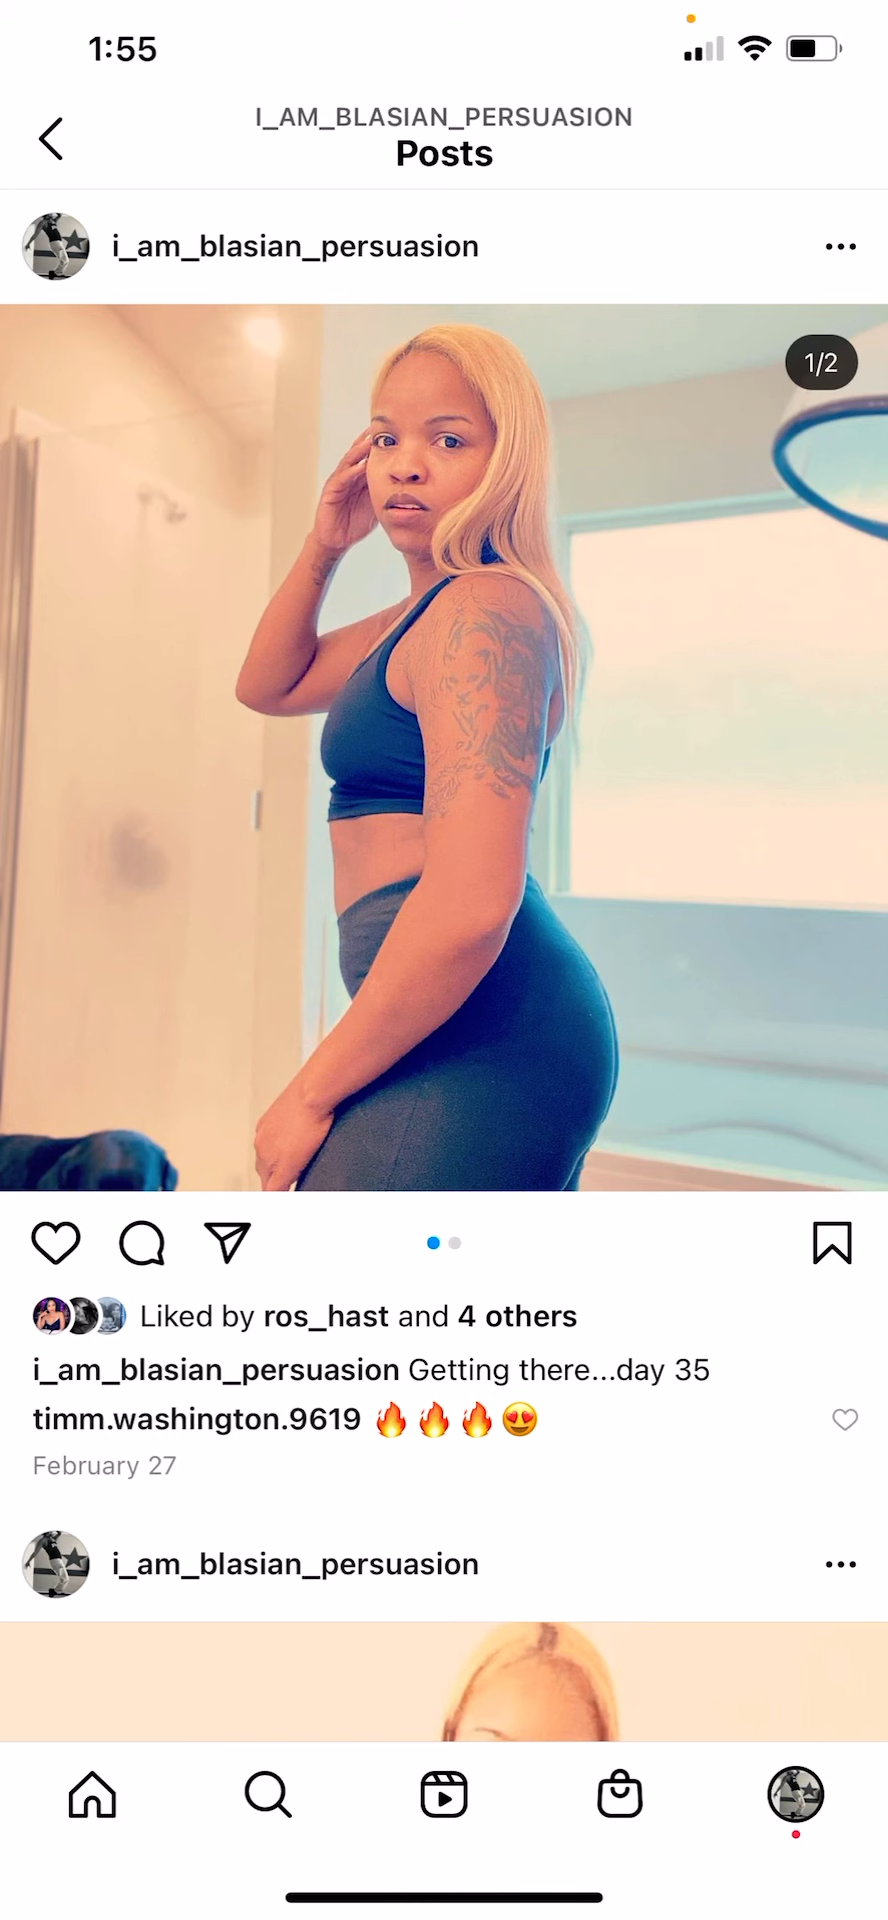 1:55
I_AM_BLASIAN_PERSUASION
Posts
i_am_blasian_persuasion
1/2
Liked by ros_hast and 4 others
i_am_blasian_persuasion Getting there...day 35
timm.washington.9619 🔥🔥🔥😍
February 27
i_am_blasian_persuasion